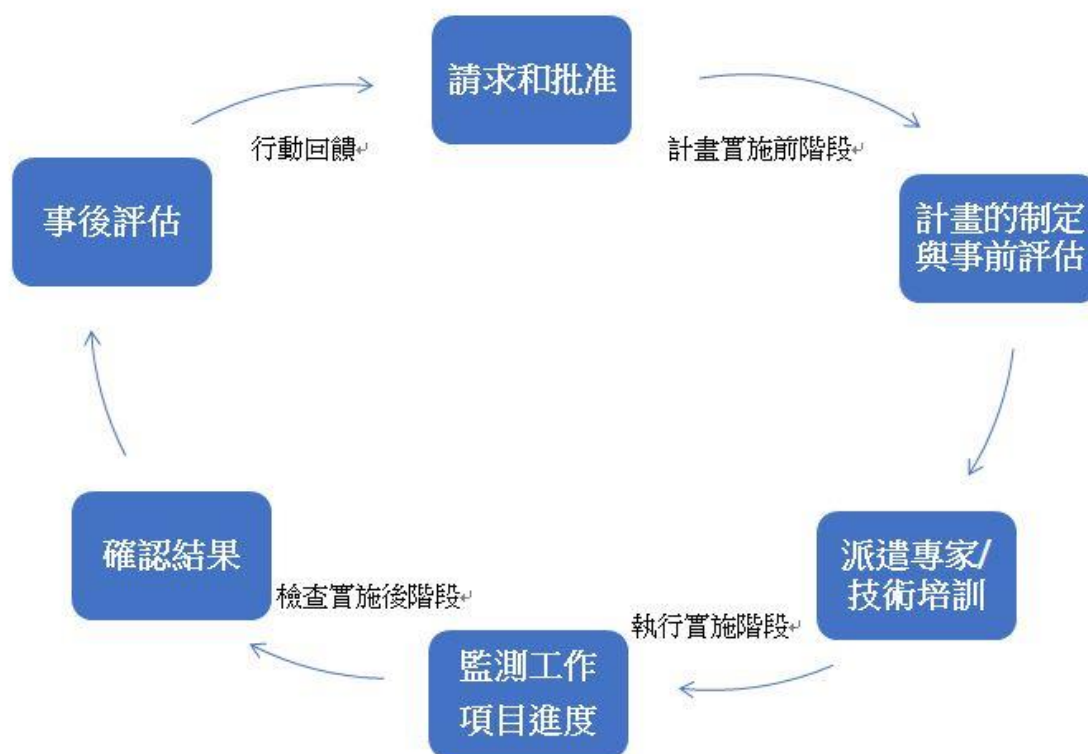 請求和批准
計畫實施前階段↵
計畫的制定
與事前評估
派遣專家/
技術培訓
執行實施階段↵
監測工作
項目進度
檢查實施後階段↵
確認結果
事後評估
行動回饋↵